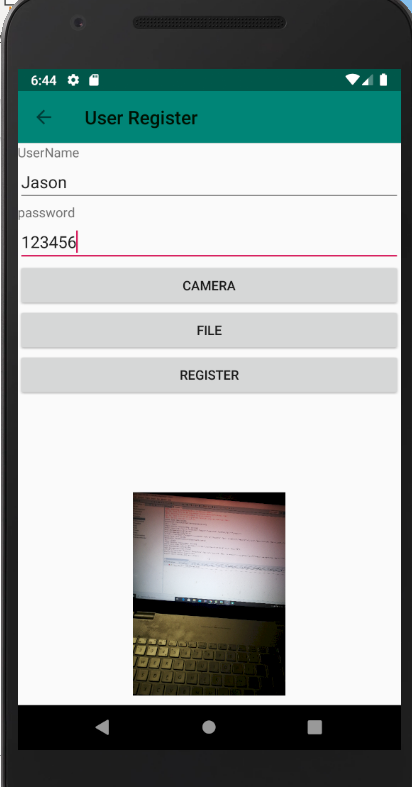 6:44
User Register
UserName
Jason
password
123456
CAMERA
FILE
REGISTER